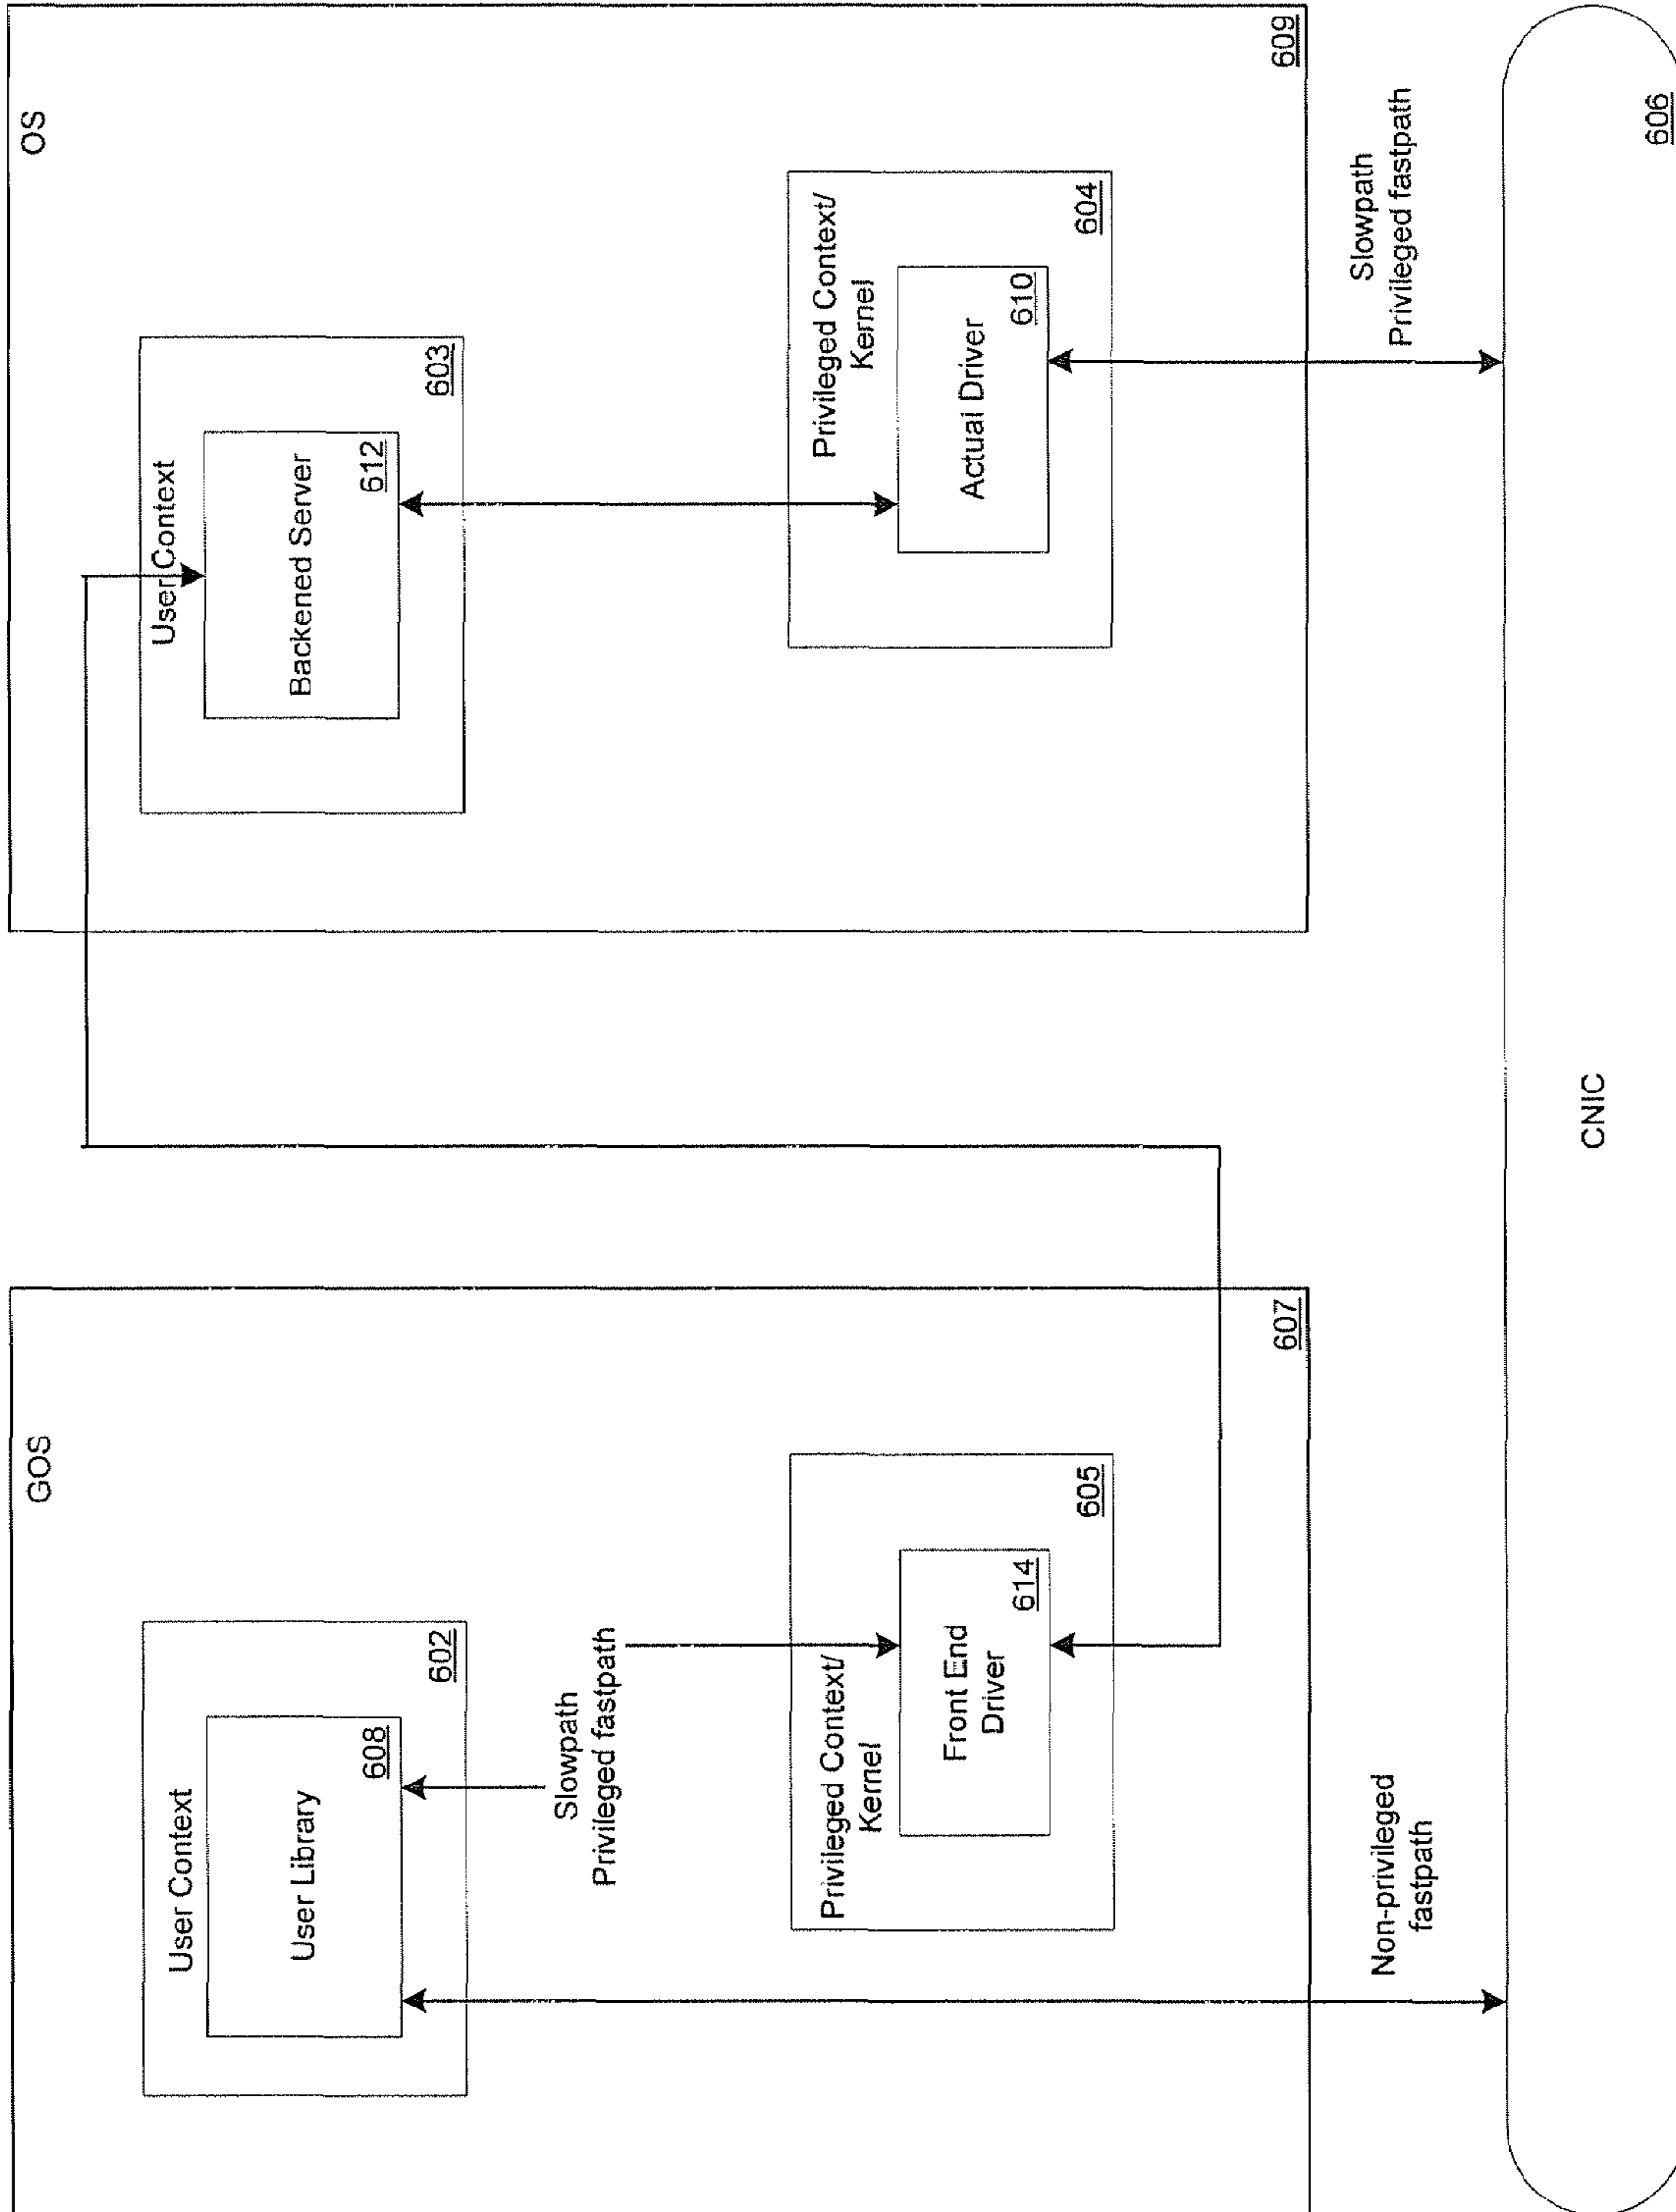 GOS
User Context
User Library
608
602
Slowpath
Privileged fastpath
Privileged Context/
Kernel
Front End
Driver
614
605
607
Non-privileged
fastpath
OS
User Context
Backened Server
612
603
Privileged Context/
Kernel
Actual Driver
610
604
609
Slowpath
Privileged fastpath
CNIC
606